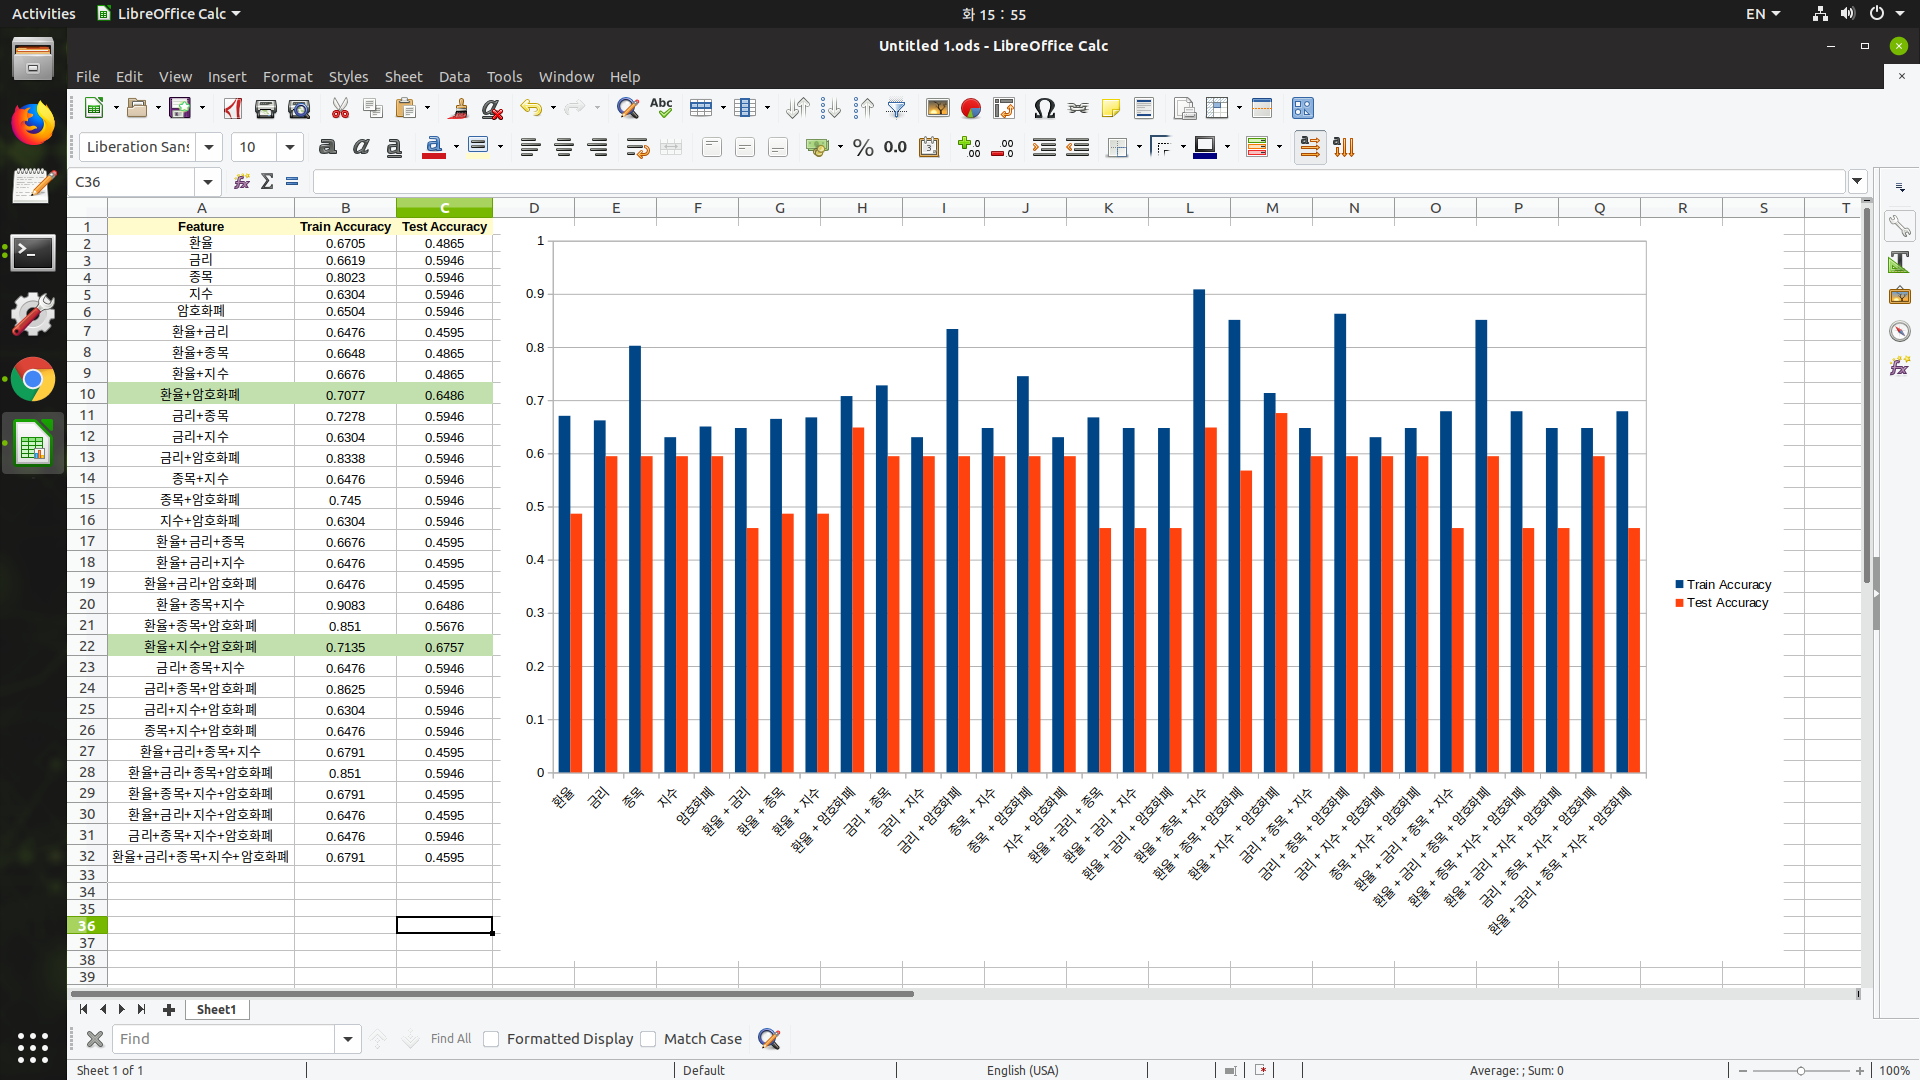 Activities LibreOffice Calc 화 15 : 55 EN
Untitled 1.ods - LibreOffice Calc
File Edit View Insert Format Styles Sheet Data Tools Window Help
Liberation Sans 10
C36
A B C D E F G H I J K L M N O P Q R S T
1 Feature Train Accuracy Test Accuracy
2 환율 0.6705 0.4865
3 금리 0.6619 0.5946
4 종목 0.8023 0.5946
5 지수 0.6304 0.5946
6 암호화폐 0.6504 0.5946
7 환율+금리 0.6476 0.4595
8 환율+종목 0.6648 0.4865
9 환율+지수 0.6676 0.4865
10 환율+암호화폐 0.7077 0.6486
11 금리+종목 0.7278 0.5946
12 금리+지수 0.6304 0.5946
13 금리+암호화폐 0.8338 0.5946
14 종목+지수 0.6476 0.5946
15 종목+암호화폐 0.745 0.5946
16 지수+암호화폐 0.6304 0.5946
17 환율+금리+종목 0.6676 0.4595
18 환율+금리+지수 0.6476 0.4595
19 환율+금리+암호화폐 0.6476 0.4595
20 환율+종목+지수 0.9083 0.6486
21 환율+종목+암호화폐 0.851 0.5676
22 환율+지수+암호화폐 0.7135 0.6757
23 금리+종목+지수 0.6476 0.5946
24 금리+종목+암호화폐 0.8625 0.5946
25 금리+지수+암호화폐 0.6304 0.5946
26 종목+지수+암호화폐 0.6476 0.5946
27 환율+금리+종목+지수 0.6791 0.4595
28 환율+금리+종목+암호화폐 0.851 0.5946
29 환율+종목+지수+암호화폐 0.6791 0.4595
30 환율+금리+지수+암호화폐 0.6476 0.4595
31 금리+종목+지수+암호화폐 0.6476 0.5946
32 환율+금리+종목+지수+암호화폐 0.6791 0.4595
33
34
35
36
37
38
39
1
0.9
0.8
0.7
0.6
0.5
0.4
0.3
0.2
0.1
0
환율
금리
종목
지수
암호화폐
환율 + 금리
환율 + 종목
환율 + 지수
환율 + 암호화폐
금리 + 종목
금리 + 지수
금리 + 암호화폐
종목 + 지수
종목 + 암호화폐
지수 + 암호화폐
환율 + 금리 + 종목
환율 + 금리 + 지수
환율 + 금리 + 암호화폐
환율 + 종목 + 지수
환율 + 종목 + 암호화폐
환율 + 지수 + 암호화폐
금리 + 종목 + 지수
금리 + 종목 + 암호화폐
금리 + 지수 + 암호화폐
종목 + 지수 + 암호화폐
환율 + 금리 + 종목 + 지수
환율 + 금리 + 종목 + 암호화폐
환율 + 종목 + 지수 + 암호화폐
환율 + 금리 + 지수 + 암호화폐
금리 + 종목 + 지수 + 암호화폐
환율 + 금리 + 종목 + 지수 + 암호화폐
Train Accuracy
Test Accuracy
Sheet1
Find Find All Formatted Display Match Case
Sheet 1 of 1 Default English (USA) Average: ; Sum: 0 100%